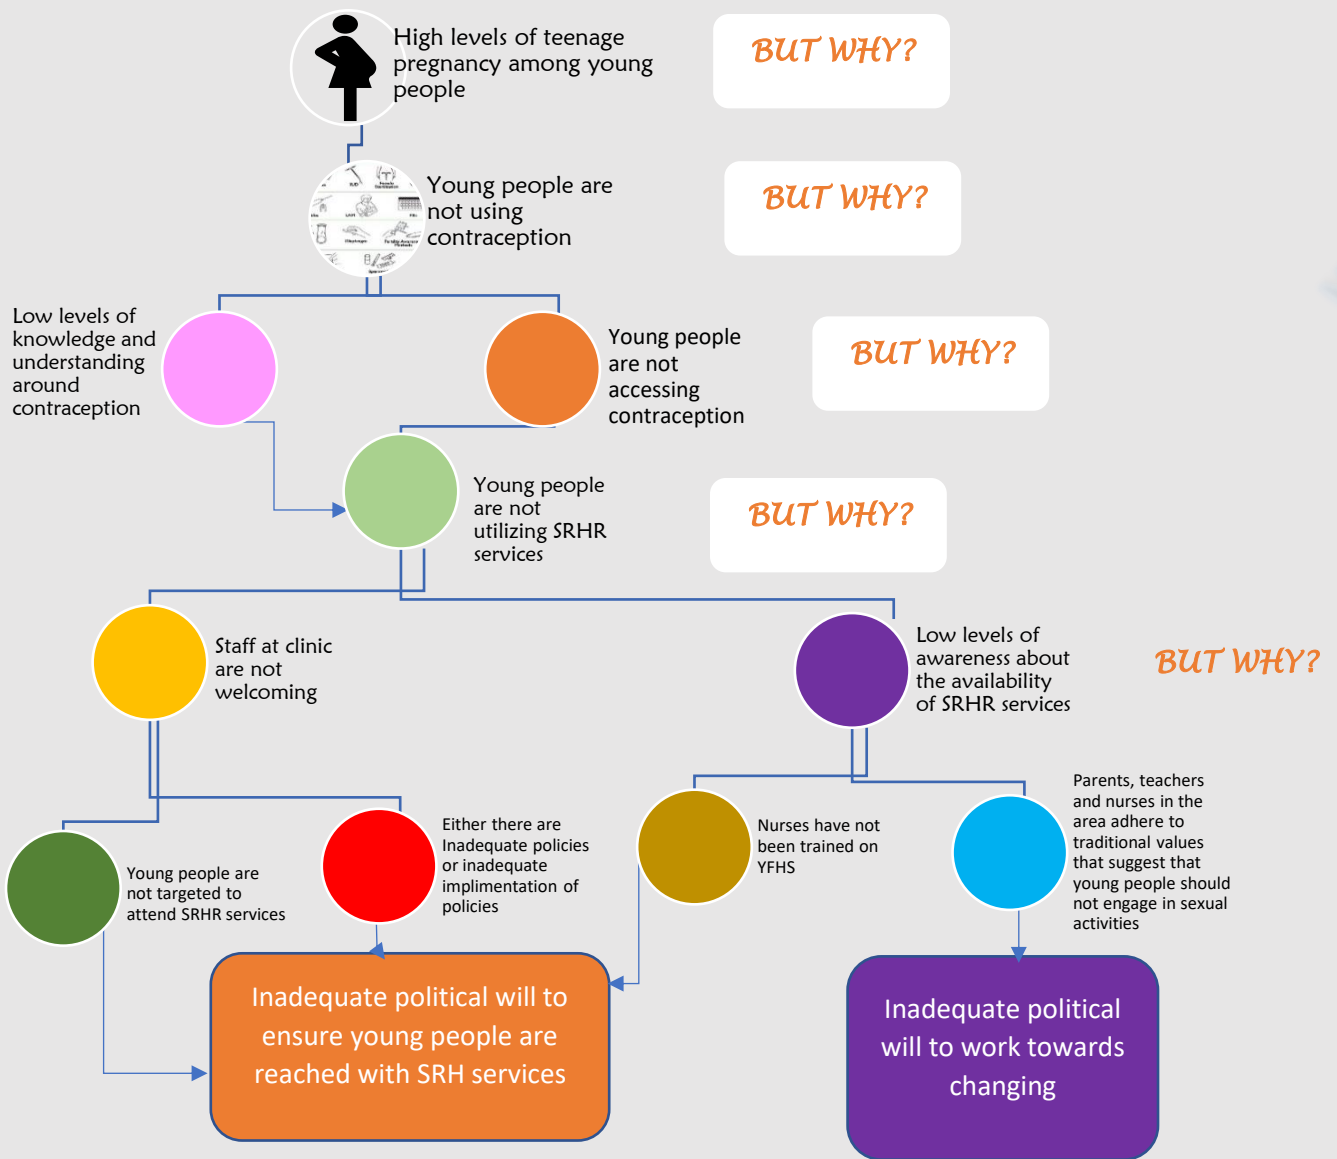 High levels of teenage
pregnancy among young
people
BUT WHY?
Young people are
not using
contraception
BUT WHY?
IUD
LAM
Low levels of
knowledge and
understanding
around
contraception
Young people
are not
accessing
contraception
BUT WHY?
Young people
are not
utilizing SRHR
services
BUT WHY?
Staff at clinic
are not
welcoming
Low levels of
awareness about
the availability
of SRHR services
BUT WHY?
Young people are
not targeted to
attend SRHR services
Either there are
Inadequate policies
or inadequate
implimentation of
policies
Nurses have not
been trained on
YFHS
Parents, teachers
and nurses in the
area adhere to
traditional values
that suggest that
young people should
not engage in sexual
activities
Inadequate political will to
ensure young people are
reached with SRH services
Inadequate political
will to work towards
changing